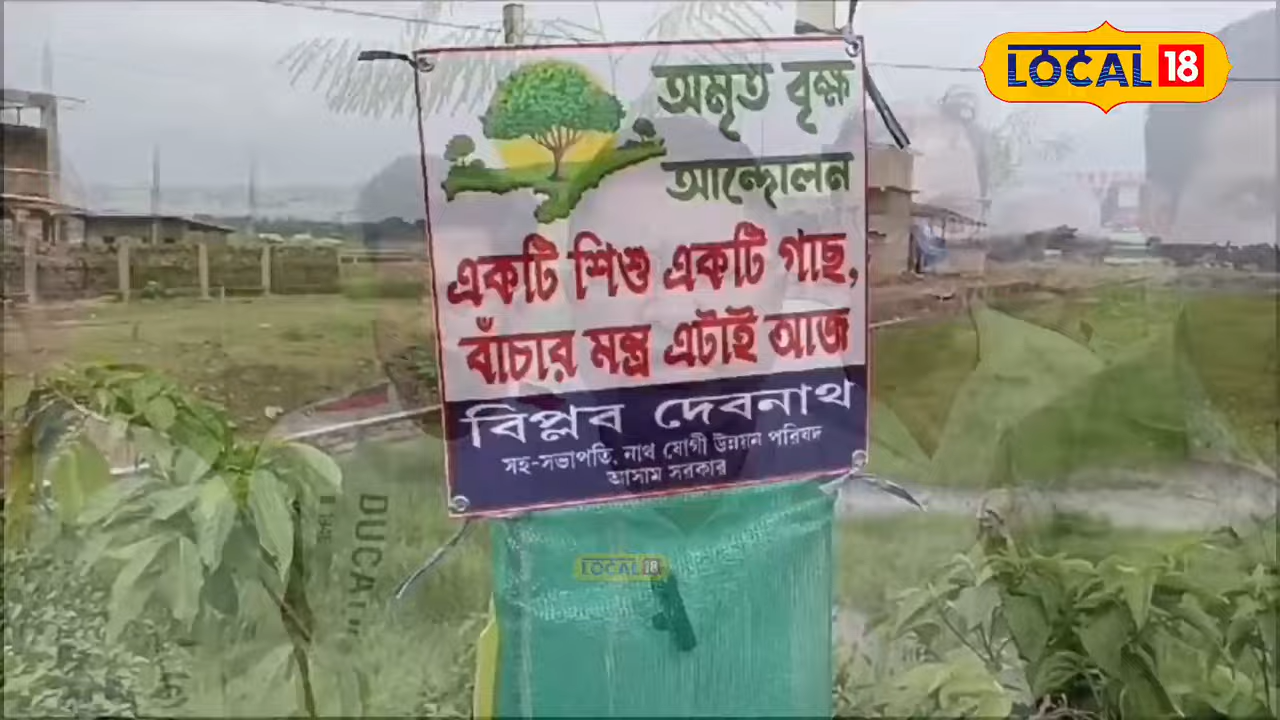 LOCAL 18
অমৃত বৃক্ষ
আন্দোলন
একটি শিশু একটি গাছ,
বাঁচার মন্ত্র এটাই আজ
বিপ্লব দেবনাথ
সহ-সভাপতি, নাথ যোগী উন্নয়ন পরিষদ
আসাম সরকার
LOCAL 18
DUCAT